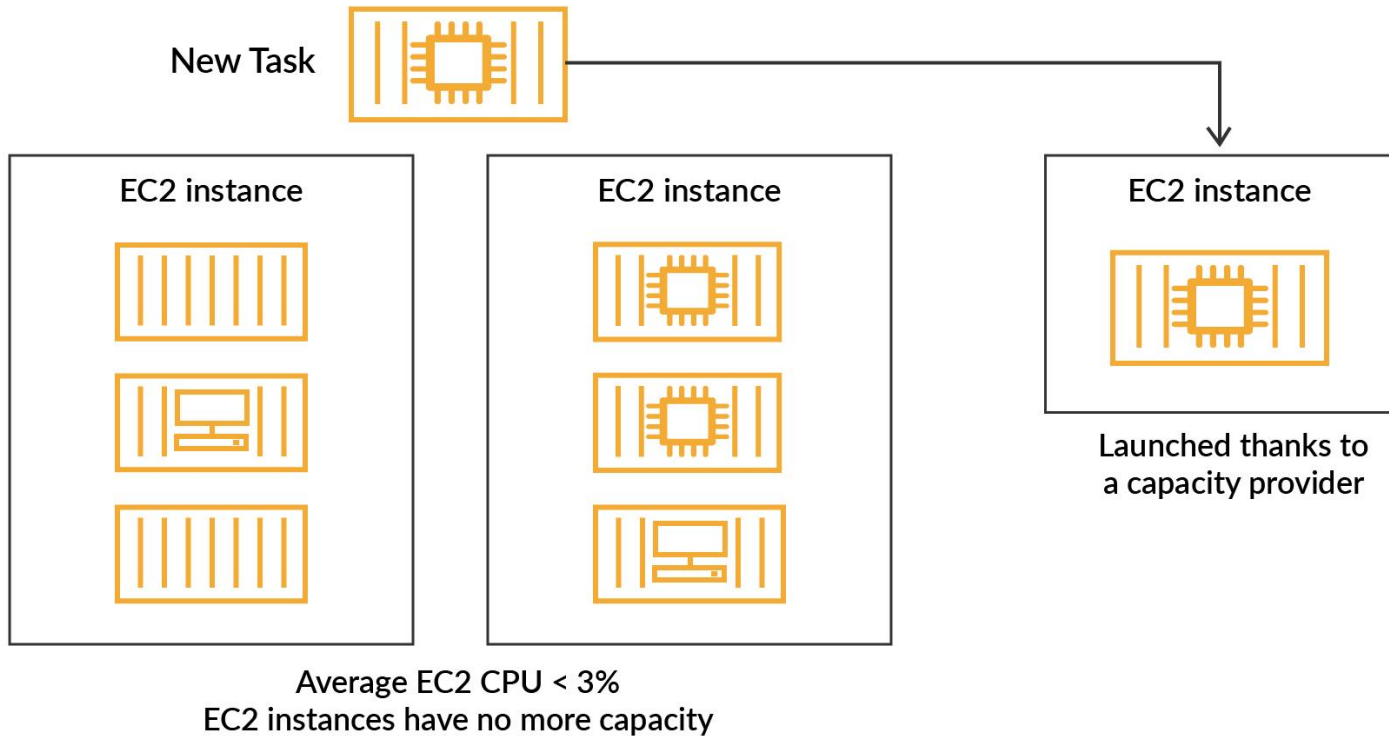 New Task
EC2 instance
EC2 instance
EC2 instance
Launched thanks to
a capacity provider
Average EC2 CPU < 3%
EC2 instances have no more capacity